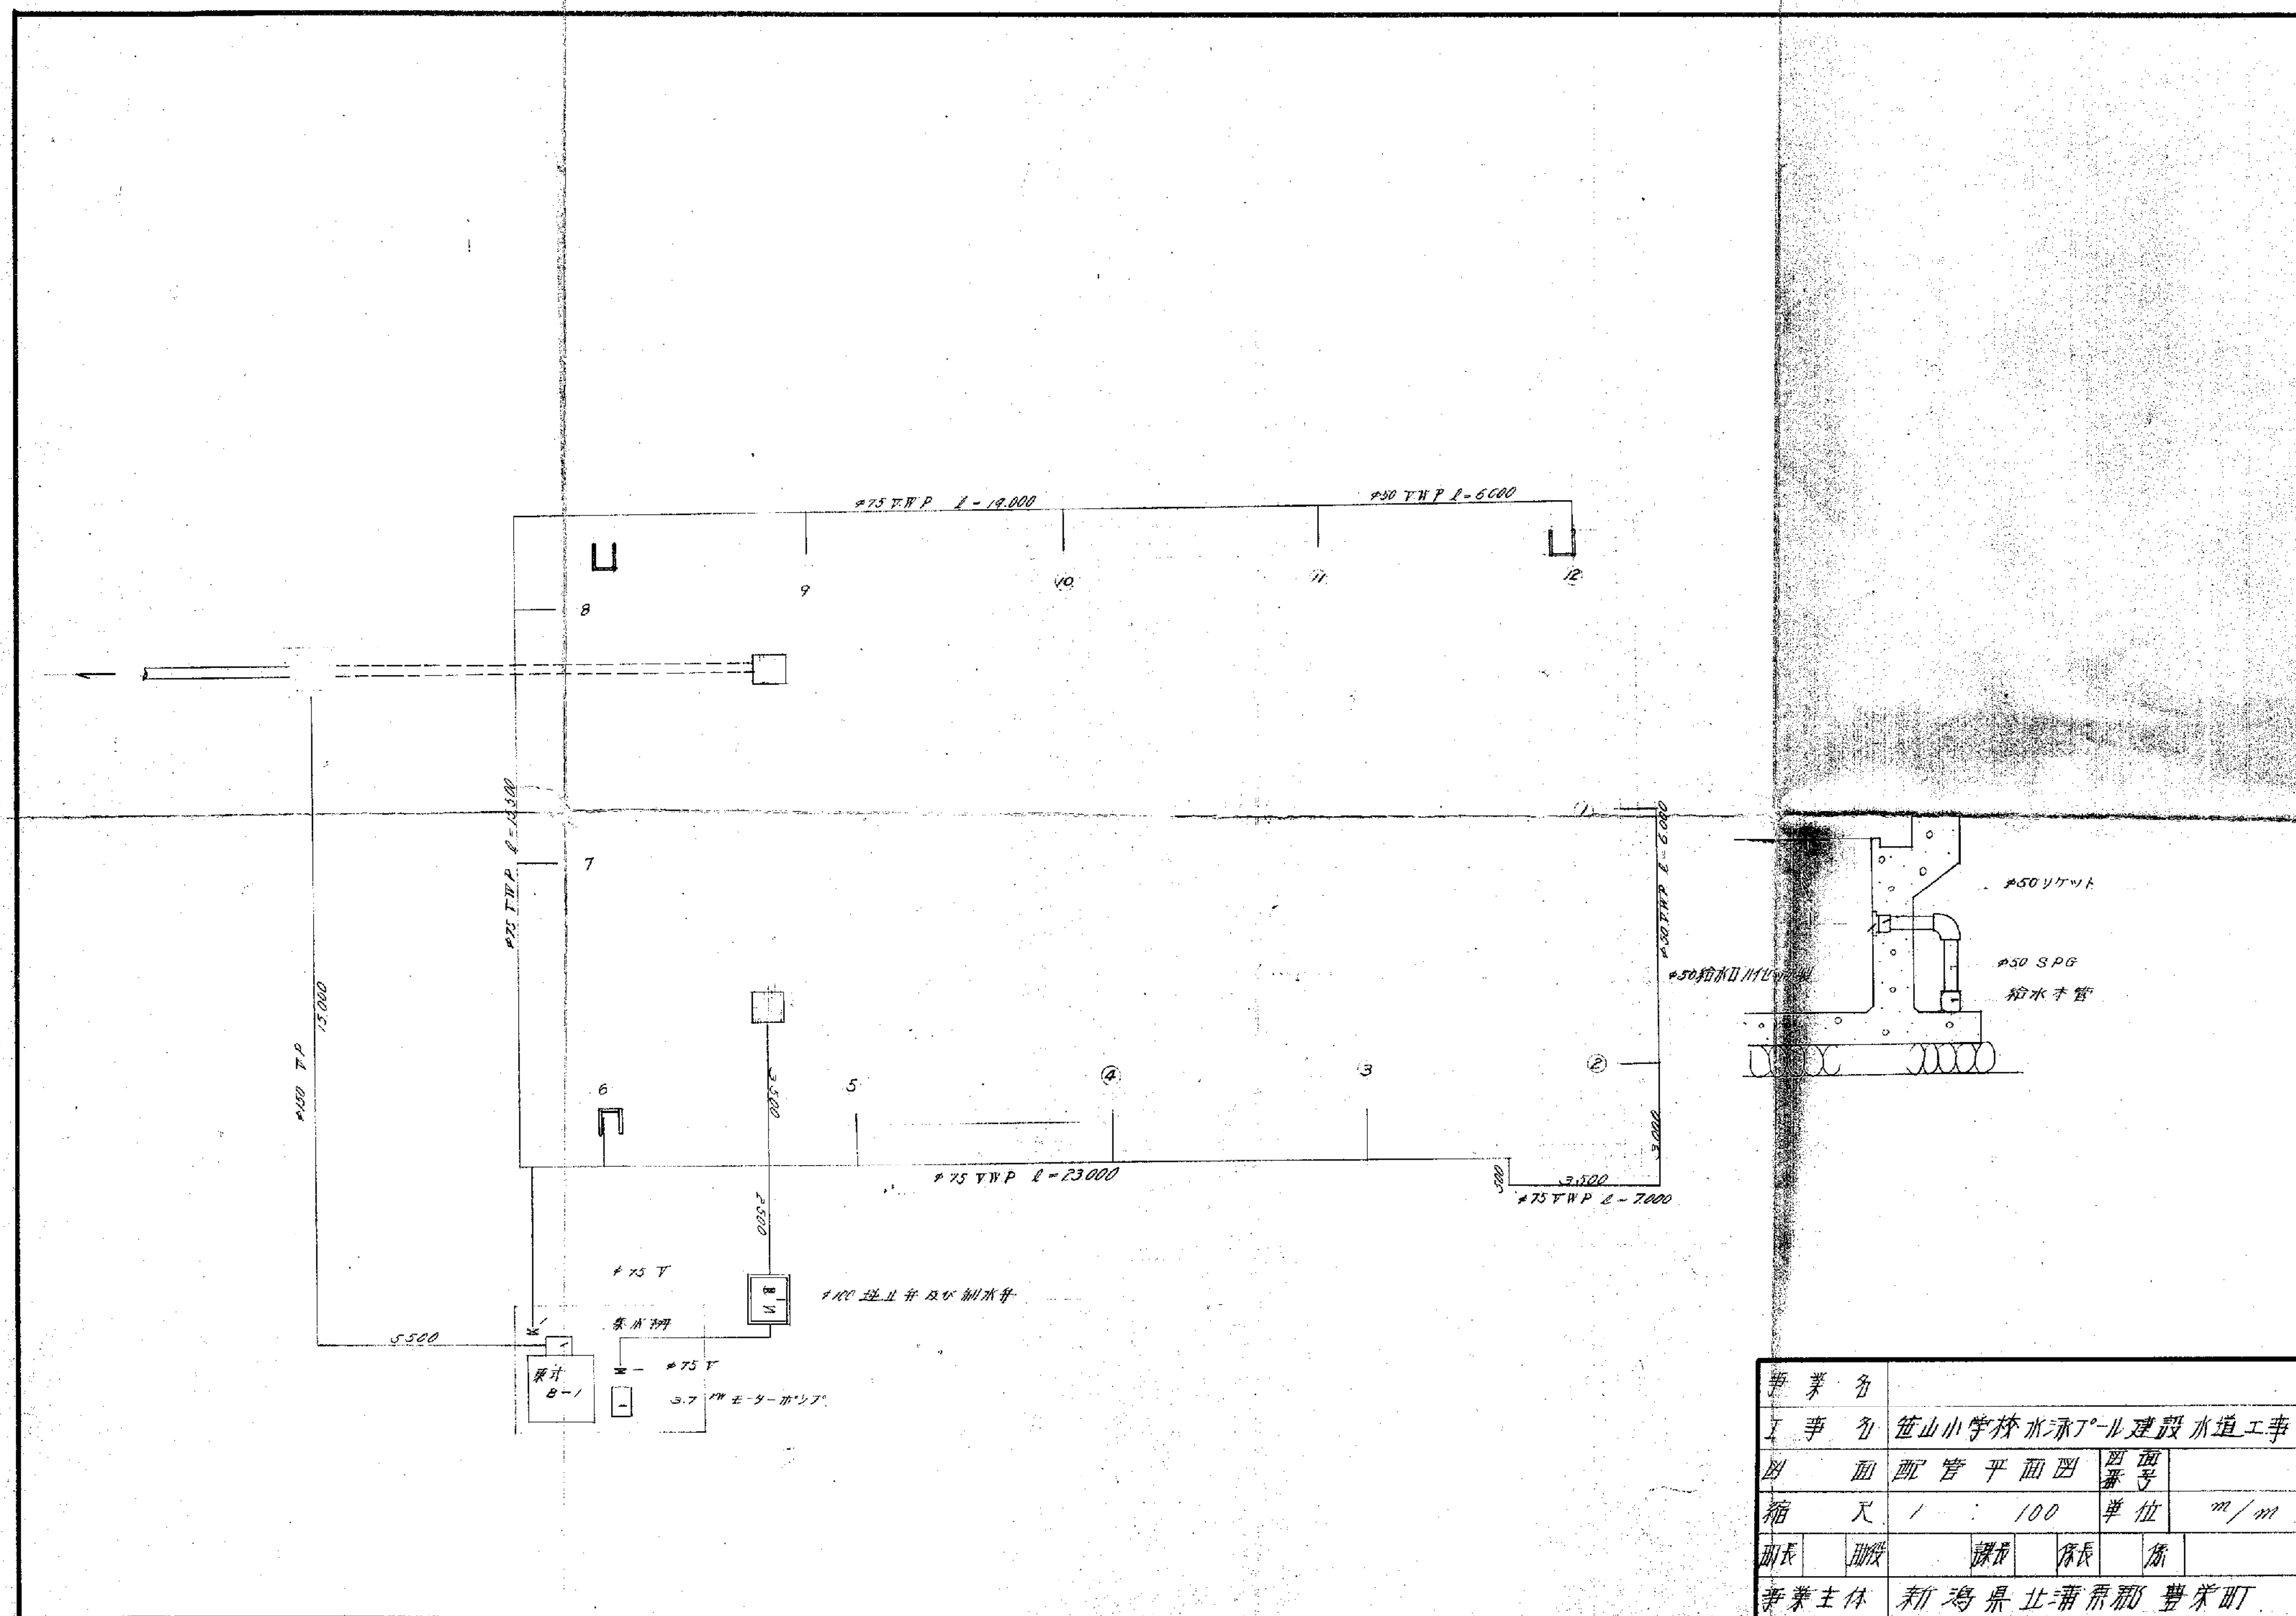 φ75 VWP ℓ=19.000
φ50 VWP ℓ=6000
8
9
10
11
12
φ75 VWP ℓ=15.500
7
1
φ50 VWP ℓ=6.000
φ50ソケット
φ50 SPG
給水本管
15.000
φ150 VP
3.500
6
5
4
3
2
3.000
φ75 VWP ℓ=23.000
500
3.500
φ75 VWP ℓ=7.000
2.500
φ75 V
φ100 逆止弁及び制水弁
集水桝
5500
φ75 V
B-1
3.7 KW モーターポンプ
事業名
工事名 笹山小学校水泳プール建設水道工事
図面 配管平面図 図面番号
縮尺 1 : 100 単位 m/m
町長 助役 課長 係長 係
事業主体 新潟県北蒲原郡豊栄町